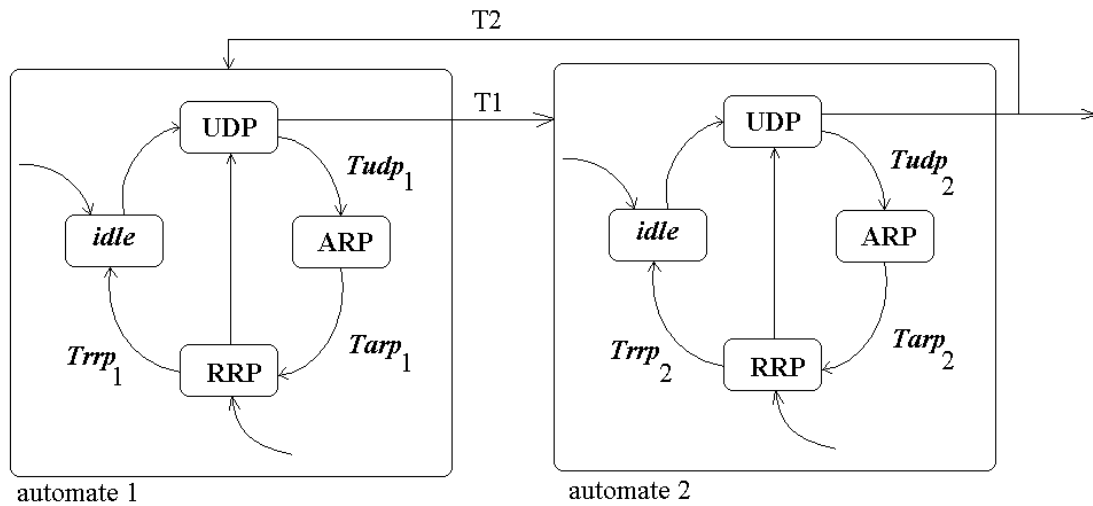 T2
T1
UDP
Tudp1
idle
ARP
Trrp1
Tarp1
RRP
automate 1
UDP
Tudp2
idle
ARP
Trrp2
Tarp2
RRP
automate 2